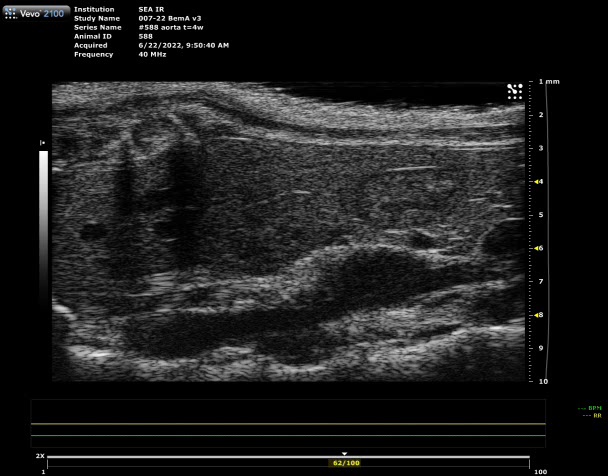 Vevo 2100
Institution SEA IR
Study Name 007-22 BemA v3
Series Name #588 aorta t=4w
Animal ID 588
Acquired 6/22/2022, 9:50:40 AM
Frequency 40 MHz
1 mm
2
3
4
5
6
7
8
9
10
--- BPM
--- RR
2X
62/100
1
100